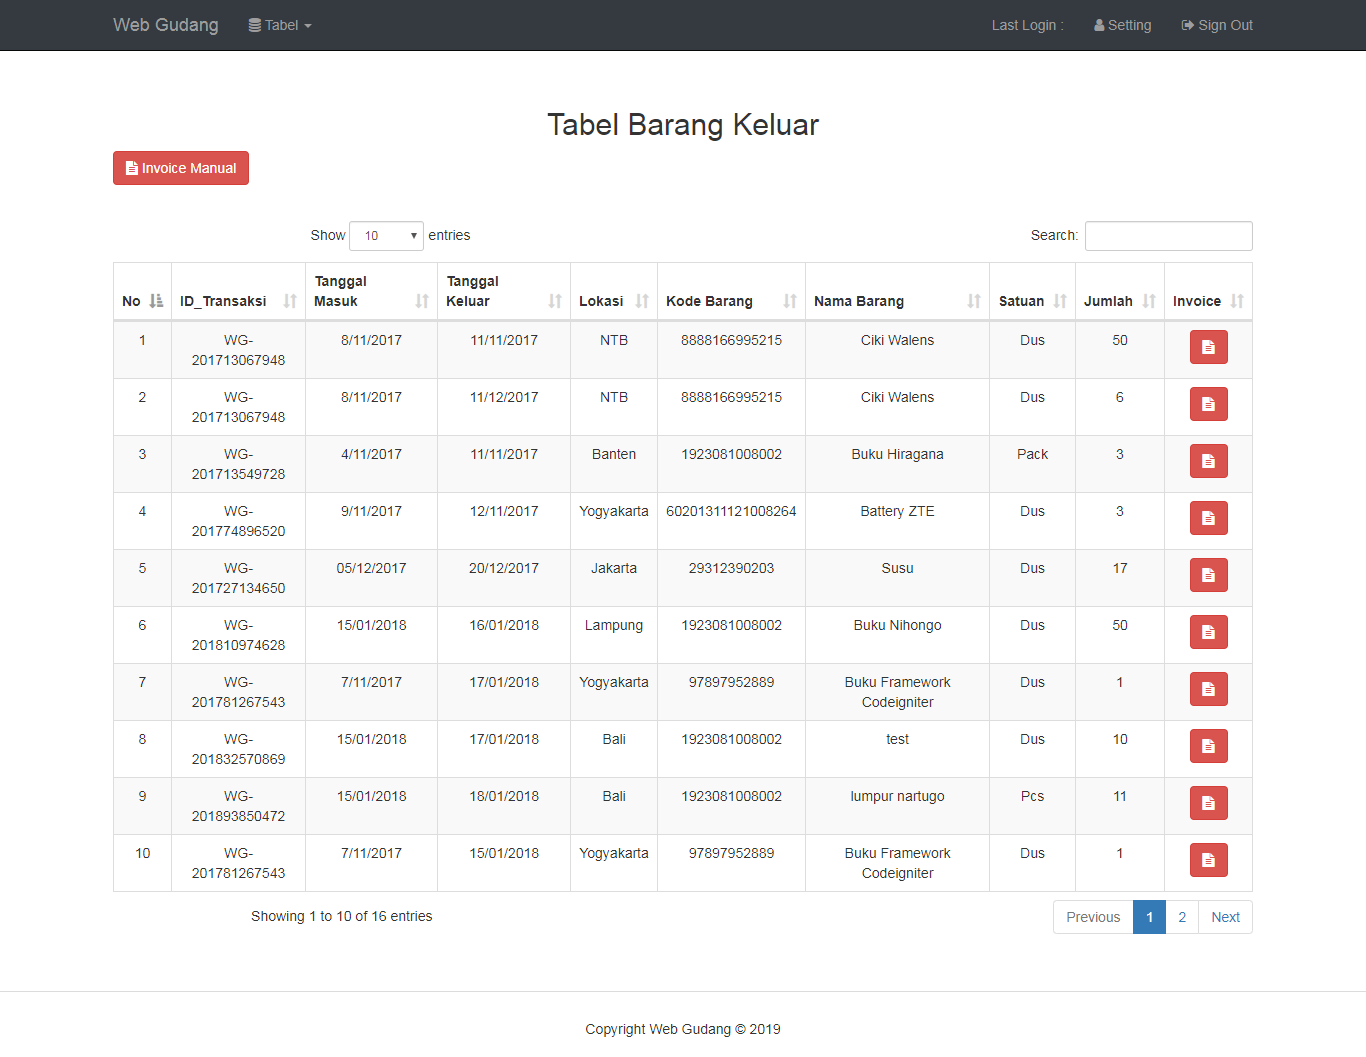 Web Gudang Tabel Last Login : Setting Sign Out
Tabel Barang Keluar
Invoice Manual
Show 10 entries Search:
No ID_Transaksi Tanggal Masuk Tanggal Keluar Lokasi Kode Barang Nama Barang Satuan Jumlah Invoice
1 WG-201713067948 8/11/2017 11/11/2017 NTB 8888166995215 Ciki Walens Dus 50
2 WG-201713067948 8/11/2017 11/12/2017 NTB 8888166995215 Ciki Walens Dus 6
3 WG-201713549728 4/11/2017 11/11/2017 Banten 1923081008002 Buku Hiragana Pack 3
4 WG-201774896520 9/11/2017 12/11/2017 Yogyakarta 60201311121008264 Battery ZTE Dus 3
5 WG-201727134650 05/12/2017 20/12/2017 Jakarta 29312390203 Susu Dus 17
6 WG-201810974628 15/01/2018 16/01/2018 Lampung 1923081008002 Buku Nihongo Dus 50
7 WG-201781267543 7/11/2017 17/01/2018 Yogyakarta 97897952889 Buku Framework Codeigniter Dus 1
8 WG-201832570869 15/01/2018 17/01/2018 Bali 1923081008002 test Dus 10
9 WG-201893850472 15/01/2018 18/01/2018 Bali 1923081008002 lumpur nartugo Pcs 11
10 WG-201781267543 7/11/2017 15/01/2018 Yogyakarta 97897952889 Buku Framework Codeigniter Dus 1
Showing 1 to 10 of 16 entries Previous 1 2 Next
Copyright Web Gudang © 2019